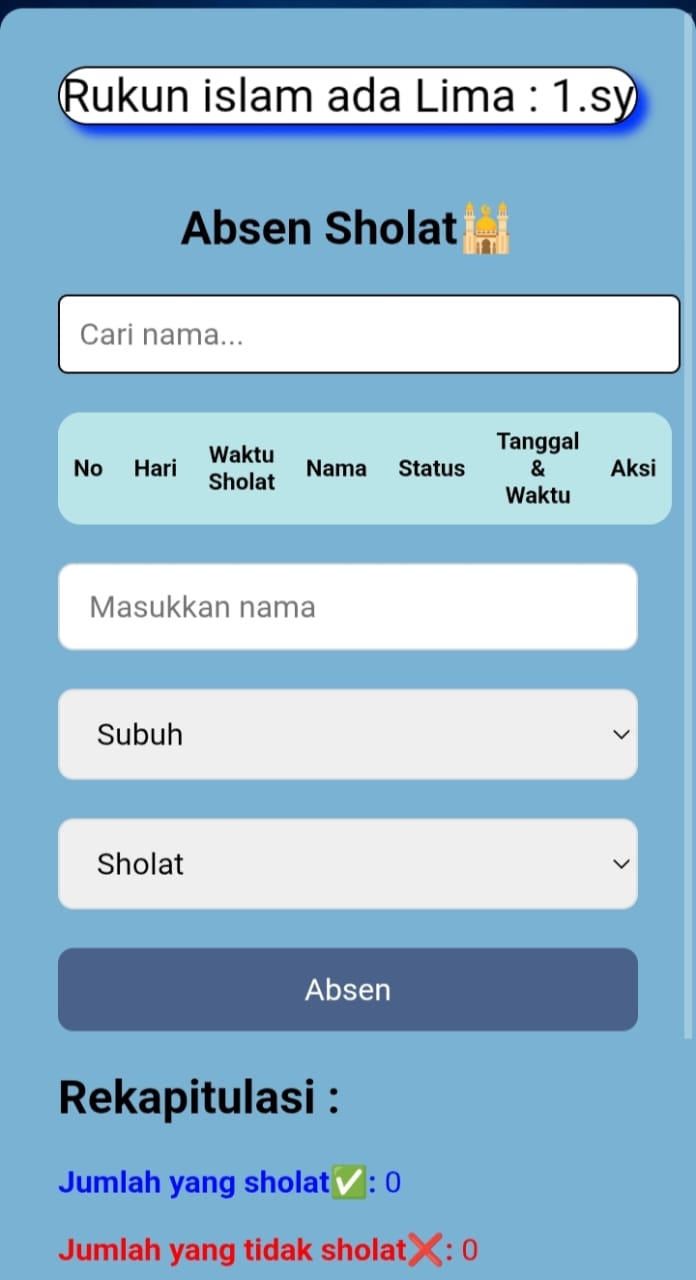 Rukun islam ada Lima : 1.sy
Absen Sholat🕌
Cari nama...
No Hari Waktu Sholat Nama Status Tanggal & Waktu Aksi
Masukkan nama
Subuh
Sholat
Absen
Rekapitulasi :
Jumlah yang sholat✅: 0
Jumlah yang tidak sholat❌: 0